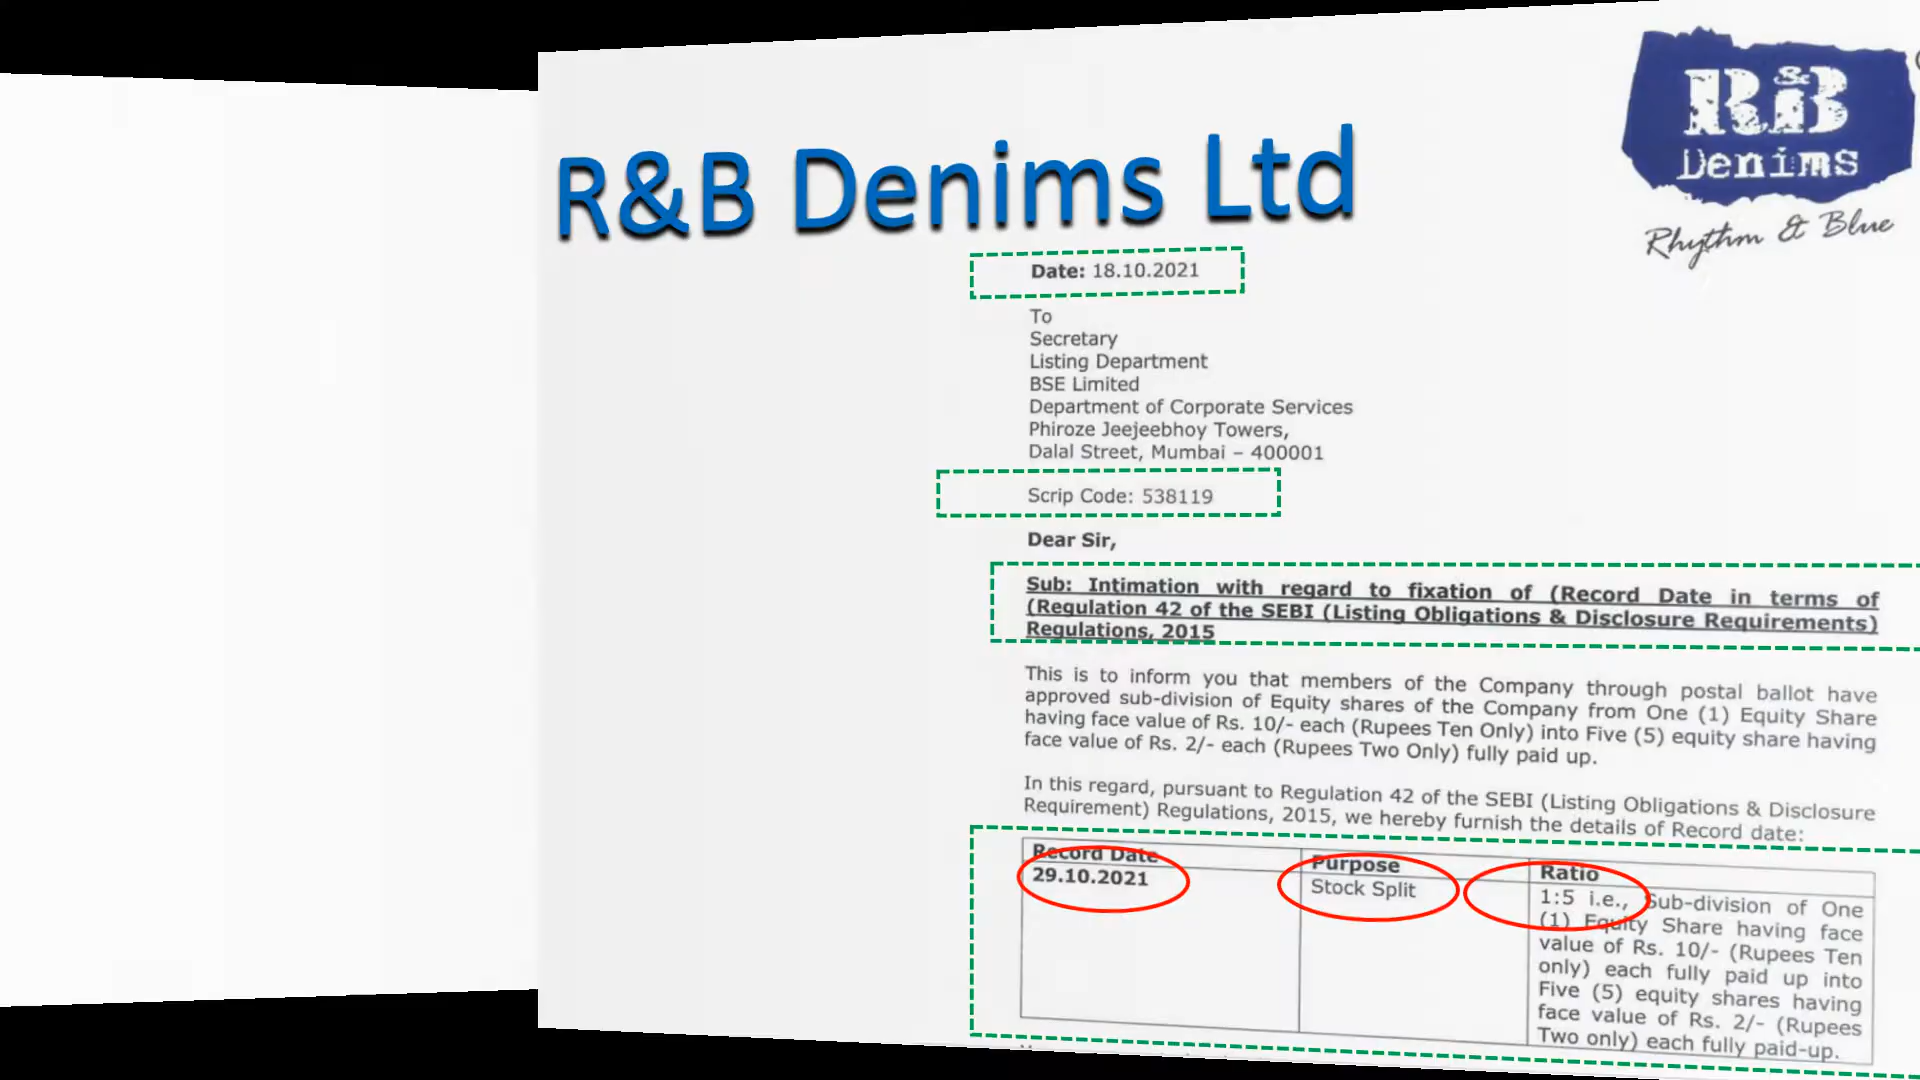 R&B Denims Ltd
R&B
Denims
Rhythm & Blue
Date: 18.10.2021
To
Secretary
Listing Department
BSE Limited
Department of Corporate Services
Phiroze Jeejeebhoy Towers,
Dalal Street, Mumbai – 400001
Scrip Code: 538119
Dear Sir,
Sub: Intimation with regard to fixation of (Record Date in terms of
(Regulation 42 of the SEBI (Listing Obligations & Disclosure Requirements)
Regulations, 2015
This is to inform you that members of the Company through postal ballot have
approved sub-division of Equity shares of the Company from One (1) Equity Share
having face value of Rs. 10/- each (Rupees Ten Only) into Five (5) equity share having
face value of Rs. 2/- each (Rupees Two Only) fully paid up.
In this regard, pursuant to Regulation 42 of the SEBI (Listing Obligations & Disclosure
Requirement) Regulations, 2015, we hereby furnish the details of Record date:
Record Date Purpose Ratio
29.10.2021 Stock Split 1:5 i.e., Sub-division of One
(1) Equity Share having face
value of Rs. 10/- (Rupees Ten
only) each fully paid up into
Five (5) equity shares having
face value of Rs. 2/- (Rupees
Two only) each fully paid-up.